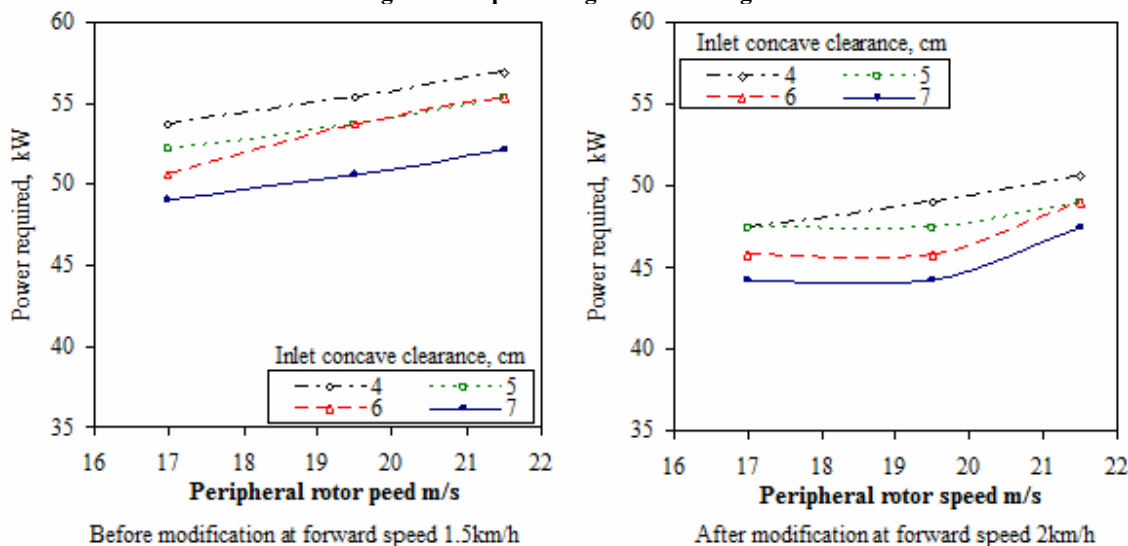 60
55
50
45
40
35
Power required, kW
Inlet concave clearance, cm
4 5
6 7
16 17 18 19 20 21 22
Peripheral rotor peed m/s
Before modification at forward speed 1.5km/h
60
55
50
45
40
35
Power required, kW
Inlet concave clearance, cm
4 5
6 7
16 17 18 19 20 21 22
Peripheral rotor speed m/s
After modification at forward speed 2km/h